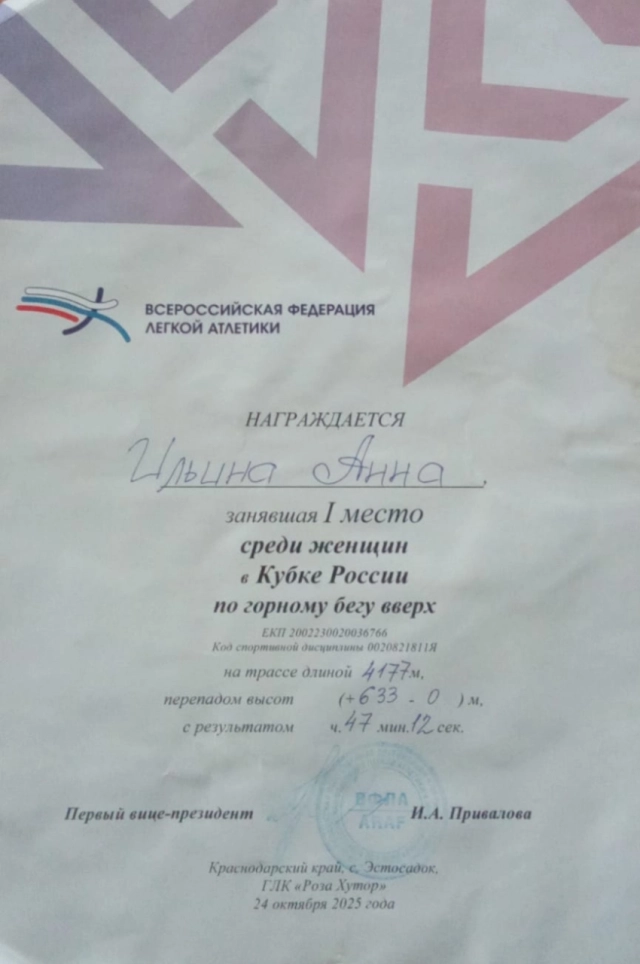 ВСЕРОССИЙСКАЯ ФЕДЕРАЦИЯ
ЛЕГКОЙ АТЛЕТИКИ
НАГРАЖДАЕТСЯ
Ильина Анна.
занявшая I место
среди женщин
в Кубке России
по горному бегу вверх
ЕКП 2002230020036766
Код спортивной дисциплины 0020821811Я
на трассе длиной 4177м,
перепадом высот (+633 - 0 ) м,
с результатом ч.47 мин.12 сек.
ВФЛА
ARAF
Первый вице-президент И.А. Привалова
Краснодарский край, с. Эстосадок,
ГЛК «Роза Хутор»
24 октября 2025 года